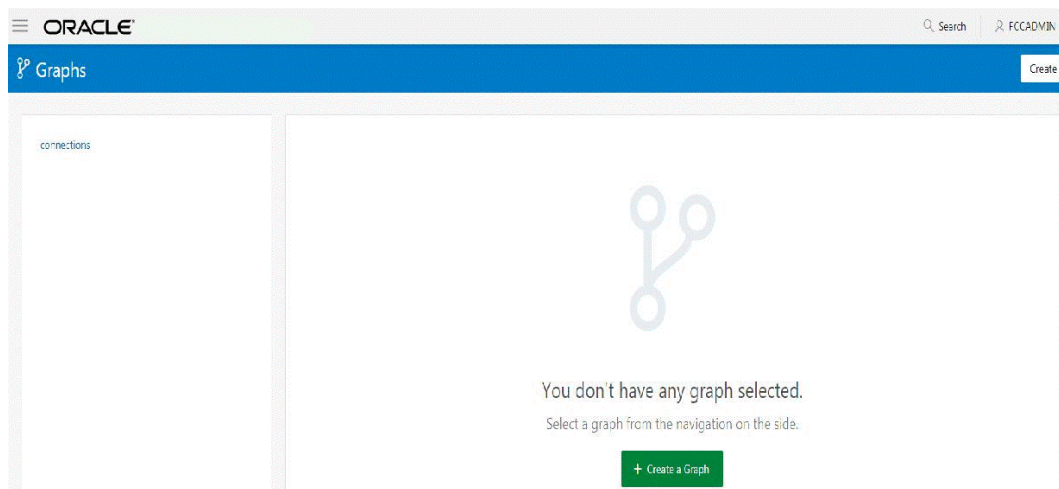 ORACLE®
Search
FCCADMIN
Graphs
Create
connections
You don't have any graph selected.
Select a graph from the navigation on the side.
+ Create a Graph